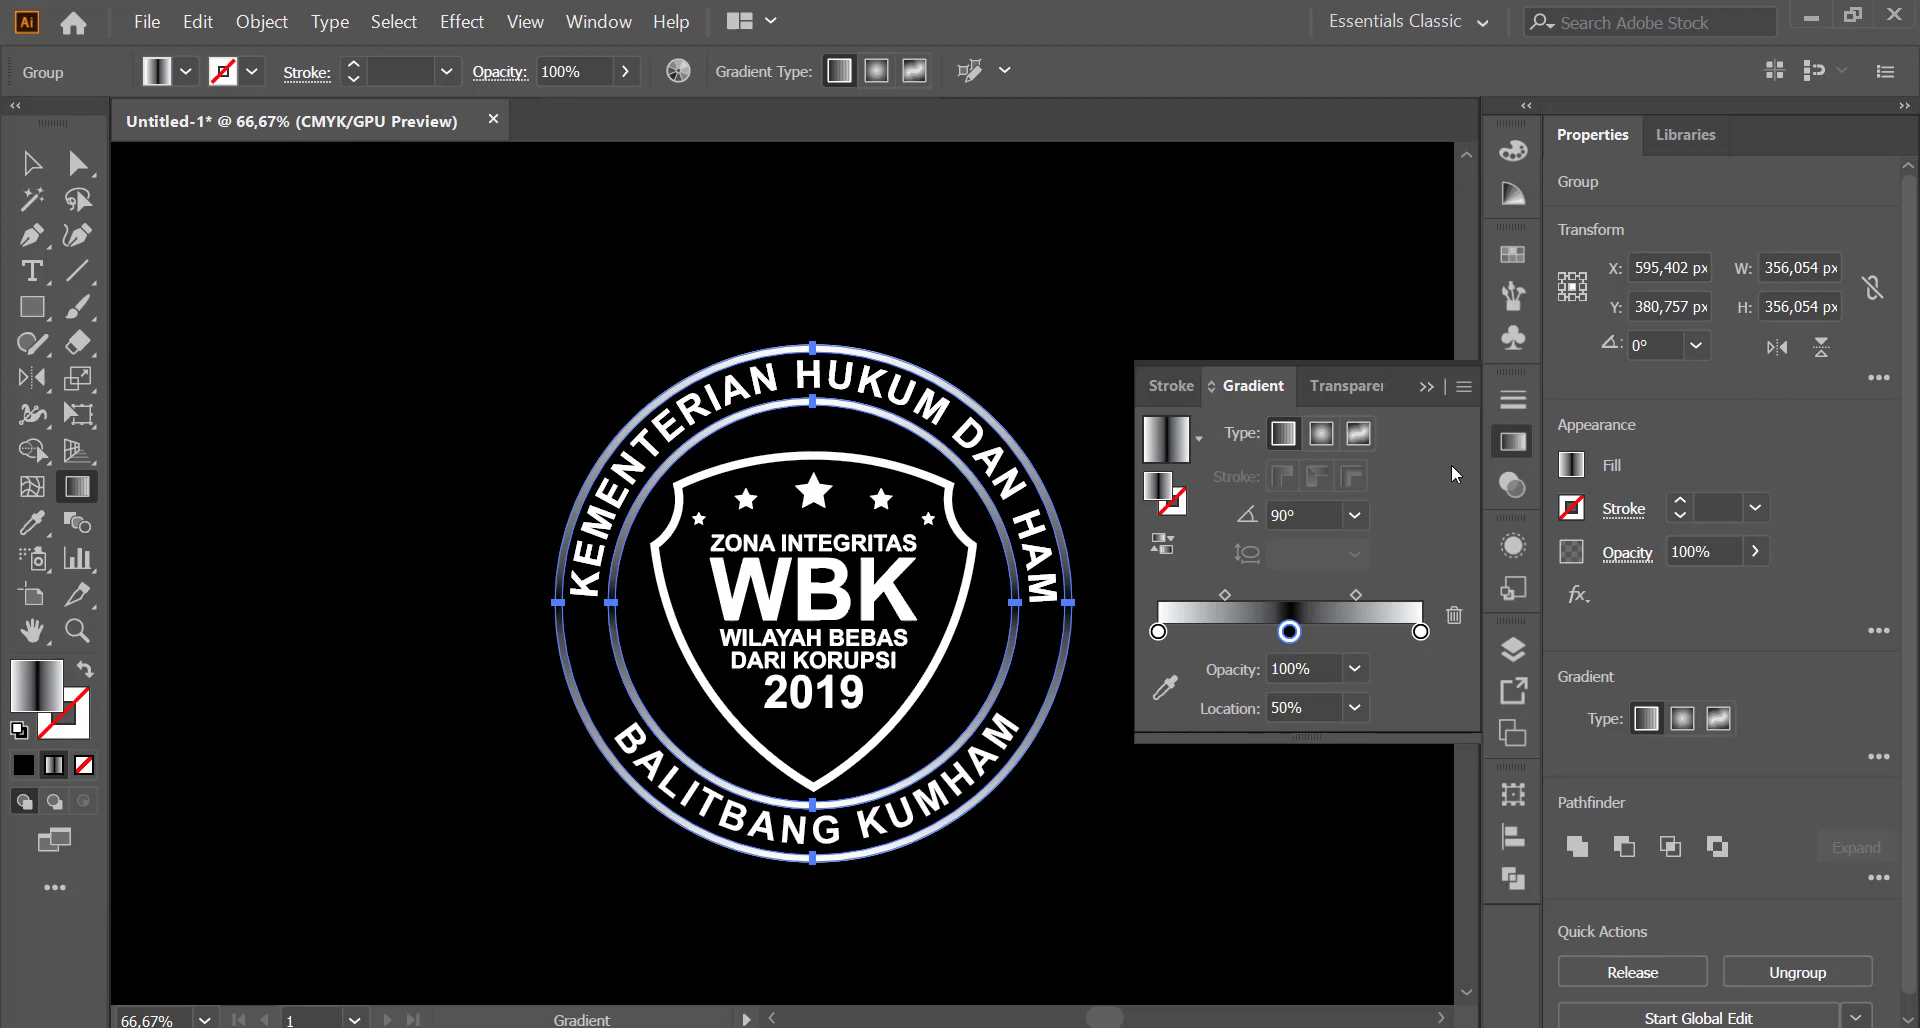 Ai
File Edit Object Type Select Effect View Window Help
Essentials Classic
Search Adobe Stock
Group
Stroke:
Opacity: 100%
Gradient Type:
Untitled-1* @ 66,67% (CMYK/GPU Preview)
KEMENTERIAN HUKUM DAN HAM
ZONA INTEGRITAS
WBK
WILAYAH BEBAS
DARI KORUPSI
2019
BALITBANG KUMHAM
Stroke Gradient Transparer
Type:
Stroke:
90°
Opacity: 100%
Location: 50%
Properties Libraries
Group
Transform
X: 595,402 px W: 356,054 px
Y: 380,757 px H: 356,054 px
0°
Appearance
Fill
Stroke
Opacity 100%
fx.
Gradient
Type:
Pathfinder
Expand
Quick Actions
Release Ungroup
Start Global Edit
66,67% 1 Gradient